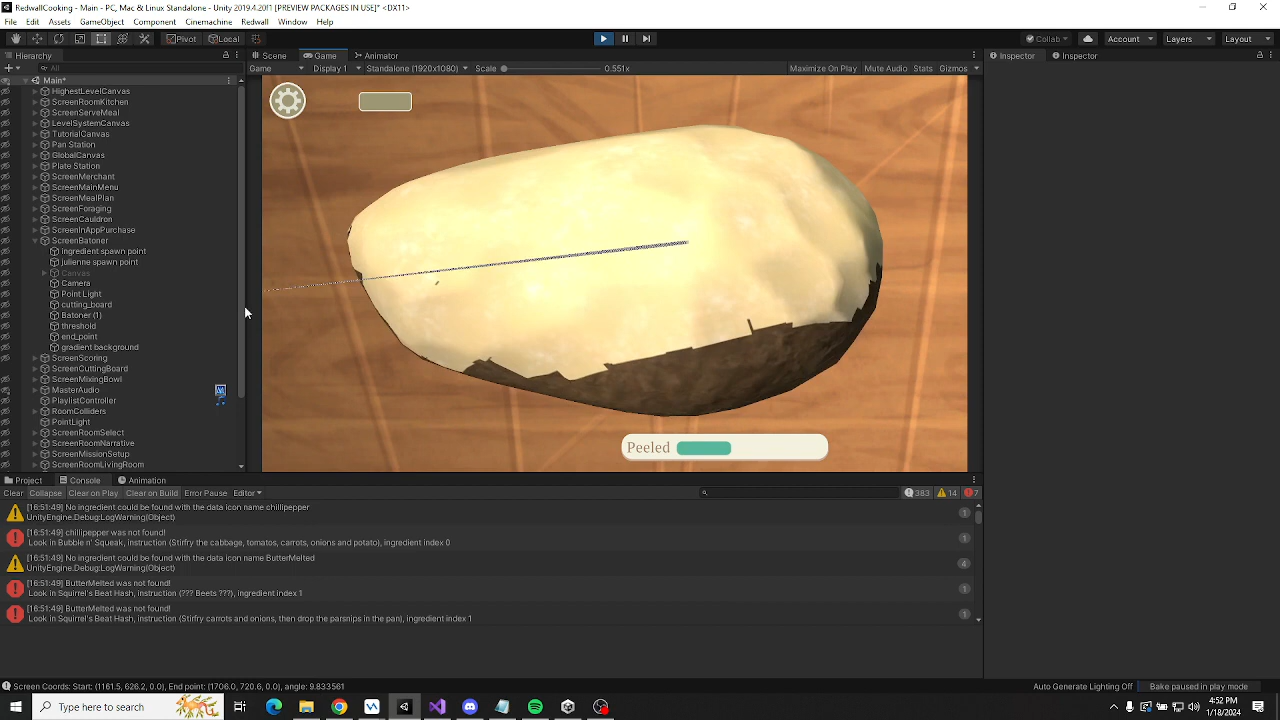 RedwallCooking - Main - PC, Mac & Linux Standalone - Unity 2019.4.20f1 [PREVIEW PACKAGES IN USE]* <DX11>
File Edit Assets GameObject Component Cinemachine Redwall Window Help
Pivot Local Collab Account Layers Layout
Hierarchy Scene Game Animator Inspector Inspector
All Game Display 1 Standalone (1920x1080) Scale 0.551x Maximize On Play Mute Audio Stats Gizmos
Main*
HighestLevelCanvas
ScreenRoomKitchen
ScreenServeMeal
LevelSystemCanvas
TutorialCanvas
Pan Station
GlobalCanvas
Plate Station
ScreenMerchant
ScreenMainMenu
ScreenMealPlan
ScreenForaging
ScreenCauldron
ScreenInAppPurchase
ScreenBatoner
ingredient spawn point
julienne spawn point
Canvas
Camera
Point Light
cutting_board
Batoner (1)
threshold
end_point
gradient background
ScreenScoring
ScreenCuttingBoard
ScreenMixingBowl
MasterAudio
PlaylistController
RoomColliders
PointLight
ScreenRoomSelect
ScreenRoomNarrative
ScreenMissionSetup
ScreenRoomLivingRoom
Peeled
Project Console Animation
Clear Collapse Clear on Play Clear on Build Error Pause Editor 383 14 7
[16:51:49] No ingredient could be found with the data icon name chillipepper
UnityEngine.Debug:LogWarning(Object)
1
[16:51:49] chillipepper was not found!
Look in Bubble n' Squeak, instruction (Stirfry the cabbage, tomatos, carrots, onions and potato), ingredient index 0
1
[16:51:49] No ingredient could be found with the data icon name ButterMelted
UnityEngine.Debug:LogWarning(Object)
4
[16:51:49] ButterMelted was not found!
Look in Squirrel's Beat Hash, instruction (??? Beets ???), ingredient index 1
1
[16:51:49] ButterMelted was not found!
Look in Squirrel's Beat Hash, instruction (Stirfry carrots and onions, then drop the parsnips in the pan), ingredient index 1
1
Screen Coords: Start (1161.5, 626.2, 0.0), End point: (1706.0, 720.6, 0.0), angle: 9.833561 Auto Generate Lighting Off Bake paused in play mode
Type here to search
4:52 PM
1/18/2024